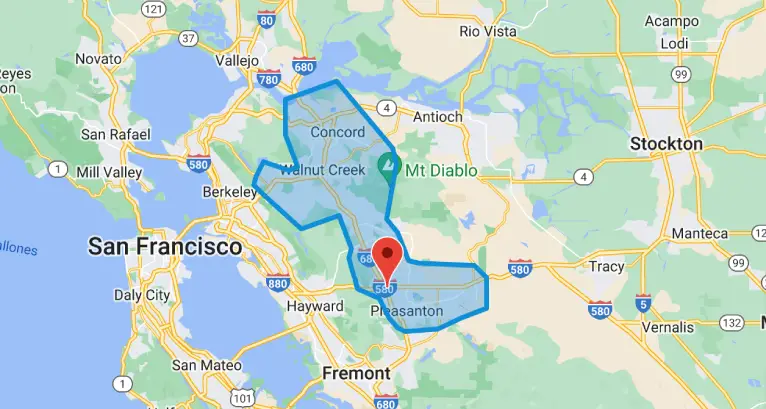 121
80
Rio Vista
Acampo
37
Novato
Vallejo
Lodi
780
680
99
Reyes
Station
4
Antioch
San Rafael
Concord
580
Stockton
1
Mill Valley
Walnut Creek
Mt Diablo
4
Berkeley
99
San Francisco
Manteca
allones
680
580
Tracy
880
580
Daly City
Hayward
Pleasanton
5
132
Vernalis
San Mateo
Fremont
1
101
680